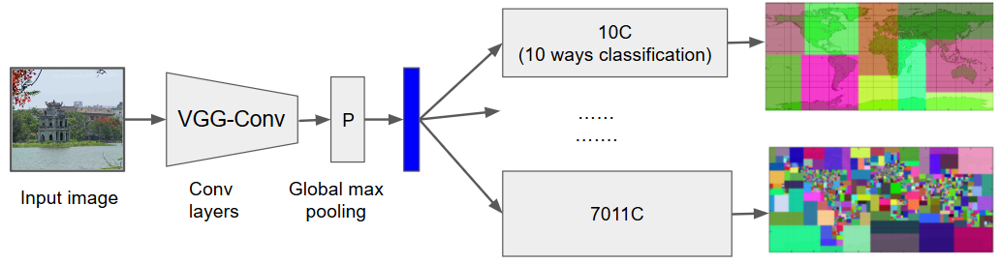 Input image
VGG-Conv
Conv
layers
P
Global max
pooling
10C
(10 ways classification)
......
.......
7011C